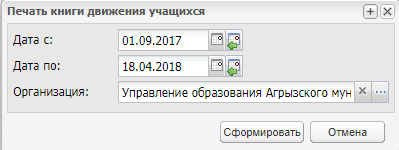 Печать книги движения учащихся
Дата с: 01.09.2017
Дата по: 18.04.2018
Организация: Управление образования Агрызского мун
Сформировать Отмена